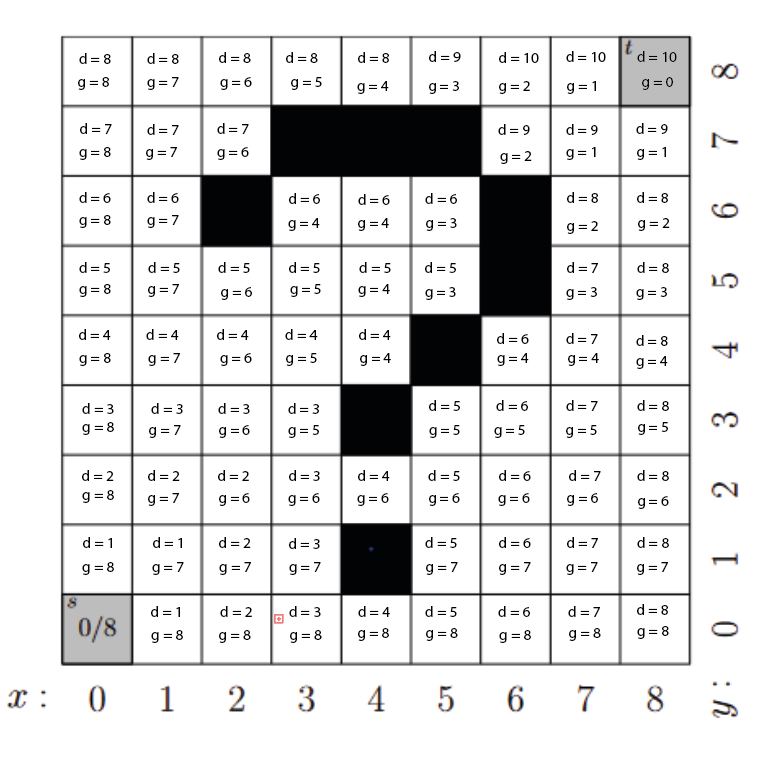 d = 8 d = 8 d = 8 d = 8 d = 8 d = 9 d = 10 d = 10 t d = 10
g = 8 g = 7 g = 6 g = 5 g = 4 g = 3 g = 2 g = 1 g = 0 8
d = 7 d = 7 d = 7 d = 9 d = 9 d = 9
g = 8 g = 7 g = 6 g = 2 g = 1 g = 1 7
d = 6 d = 6 d = 6 d = 6 d = 6 d = 8 d = 8
g = 8 g = 7 g = 4 g = 4 g = 3 g = 2 g = 2 6
d = 5 d = 5 d = 5 d = 5 d = 5 d = 5 d = 7 d = 8
g = 8 g = 7 g = 6 g = 5 g = 4 g = 3 g = 3 g = 3 5
d = 4 d = 4 d = 4 d = 4 d = 4 d = 6 d = 7 d = 8
g = 8 g = 7 g = 6 g = 5 g = 4 g = 4 g = 4 g = 4 4
d = 3 d = 3 d = 3 d = 3 d = 5 d = 6 d = 7 d = 8
g = 8 g = 7 g = 6 g = 5 g = 5 g = 5 g = 5 g = 5 3
d = 2 d = 2 d = 2 d = 3 d = 4 d = 5 d = 6 d = 7 d = 8
g = 8 g = 7 g = 6 g = 6 g = 6 g = 6 g = 6 g = 6 g = 6 2
d = 1 d = 1 d = 2 d = 3 d = 5 d = 6 d = 7 d = 8
g = 8 g = 7 g = 7 g = 7 g = 7 g = 7 g = 7 g = 7 1
s d = 1 d = 2 d = 3 d = 4 d = 5 d = 6 d = 7 d = 8
0/8 g = 8 g = 8 g = 8 g = 8 g = 8 g = 8 g = 8 g = 8 0
x : 0 1 2 3 4 5 6 7 8 y :